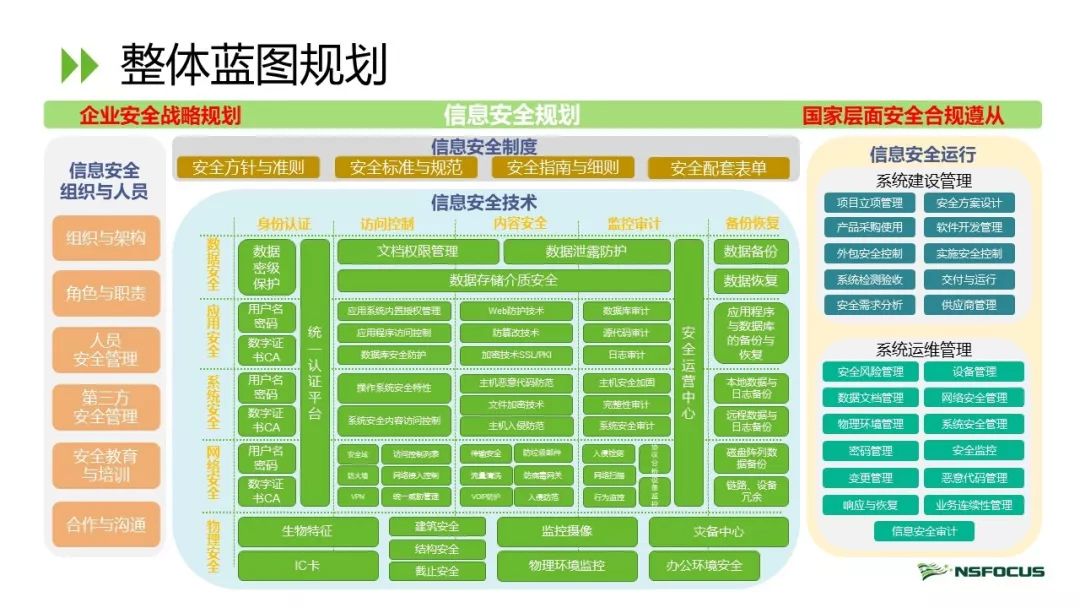 整体蓝图规划
企业安全战略规划
信息安全规划
国家层面安全合规遵从
信息安全
组织与人员
组织与架构
角色与职责
人员
安全管理
第三方
安全管理
安全教育
与培训
合作与沟通
信息安全制度
安全方针与准则
安全标准与规范
安全指南与细则
安全配套表单
信息安全技术
身份认证
访问控制
内容安全
监控审计
备份恢复
数据安全
数据
密级
保护
统一认证平台
文档权限管理
数据泄露防护
数据存储介质安全
安全运营中心
数据备份
数据恢复
应用安全
用户名
密码
数字证
书CA
应用系统内置授权管理
应用程序访问控制
数据库安全防护
Web防护技术
防篡改技术
加密技术SSL/PKI
数据库审计
源代码审计
日志审计
应用程序
与数据库
的备份与
恢复
系统安全
用户名
密码
数字证
书CA
操作系统安全特性
系统安全内容访问控制
主机恶意代码防范
文件加密技术
主机入侵防范
主机安全加固
完整性审计
系统安全审计
本地数据与
日志备份
远程数据与
日志备份
网络安全
用户名
密码
数字证
书CA
安全域
访问控制列表
防火墙
网络接入控制
VPN
统一威胁管理
传输安全
防垃圾邮件
流量清洗
防病毒网关
VOIP防护
入侵防范
入侵检测
网络扫描
行为监控
磁盘阵列数
据备份
链路、设备
冗余
物理安全
生物特征
IC卡
建筑安全
结构安全
截止安全
监控摄像
物理环境监控
灾备中心
办公环境安全
信息安全运行
系统建设管理
项目立项管理
安全方案设计
产品采购使用
软件开发管理
外包安全控制
实施安全控制
系统检测验收
交付与运行
安全需求分析
供应商管理
系统运维管理
安全风险管理
设备管理
数据文档管理
网络安全管理
物理环境管理
系统安全管理
密码管理
安全监控
变更管理
恶意代码管理
响应与恢复
业务连续性管理
信息安全审计
NSFOCUS